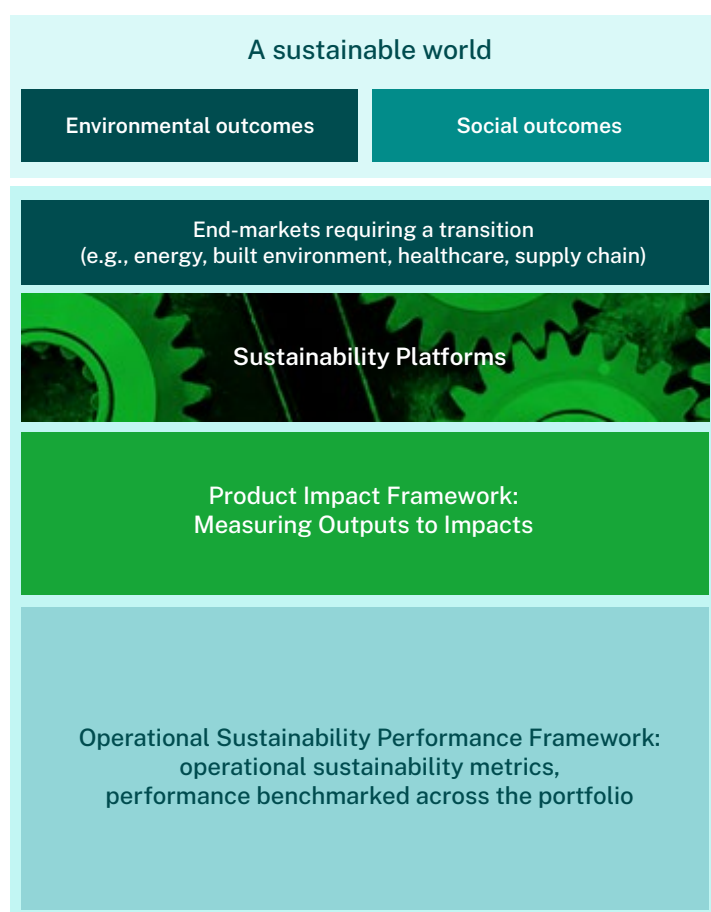 A sustainable world
Environmental outcomes
Social outcomes
End-markets requiring a transition
(e.g., energy, built environment, healthcare, supply chain)
Sustainability Platforms
Product Impact Framework:
Measuring Outputs to Impacts
Operational Sustainability Performance Framework:
operational sustainability metrics,
performance benchmarked across the portfolio